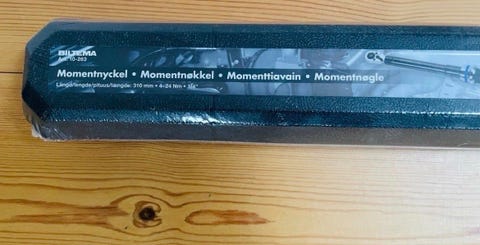 BILTEMA
Art. 10-283
Momentnyckel • Momentnøkkel • Momenttiavain • Momentnøgle
Längd/lengde/pituus/længde: 310 mm • 4–24 Nm • 1/4"